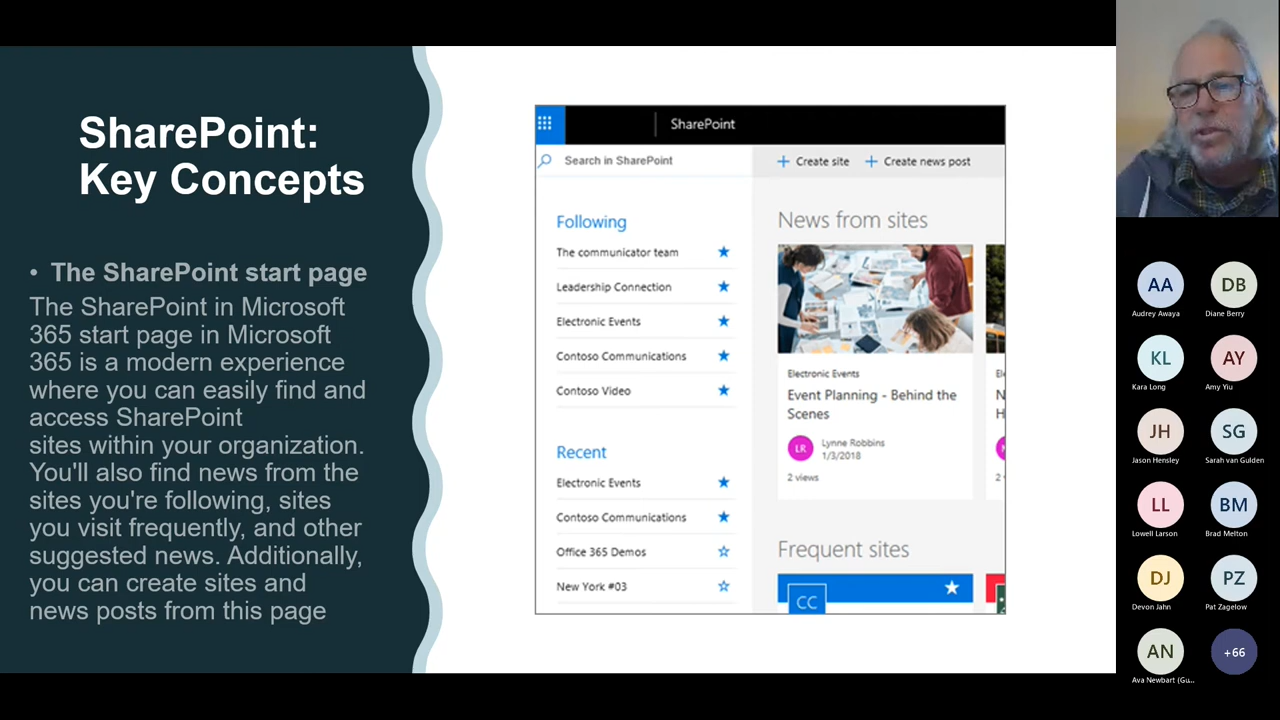 SharePoint:
Key Concepts
• The SharePoint start page
The SharePoint in Microsoft
365 start page in Microsoft
365 is a modern experience
where you can easily find and
access SharePoint
sites within your organization.
You'll also find news from the
sites you're following, sites
you visit frequently, and other
suggested news. Additionally,
you can create sites and
news posts from this page
SharePoint
Search in SharePoint
+ Create site + Create news post
Following
The communicator team
Leadership Connection
Electronic Events
Contoso Communications
Contoso Video
Recent
Electronic Events
Contoso Communications
Office 365 Demos
New York #03
News from sites
Electronic Events
Event Planning - Behind the
Scenes
LR
Lynne Robbins
1/3/2018
2 views
El
N
H
2
Frequent sites
CC
AA DB
Audrey Awaya Diane Berry
KL AY
Kara Long Amy Yiu
JH SG
Jason Hensley Sarah van Gulden
LL BM
Lowell Larson Brad Melton
DJ PZ
Devon Jahn Pat Zagelow
AN +66
Ava Newbart (Gu...